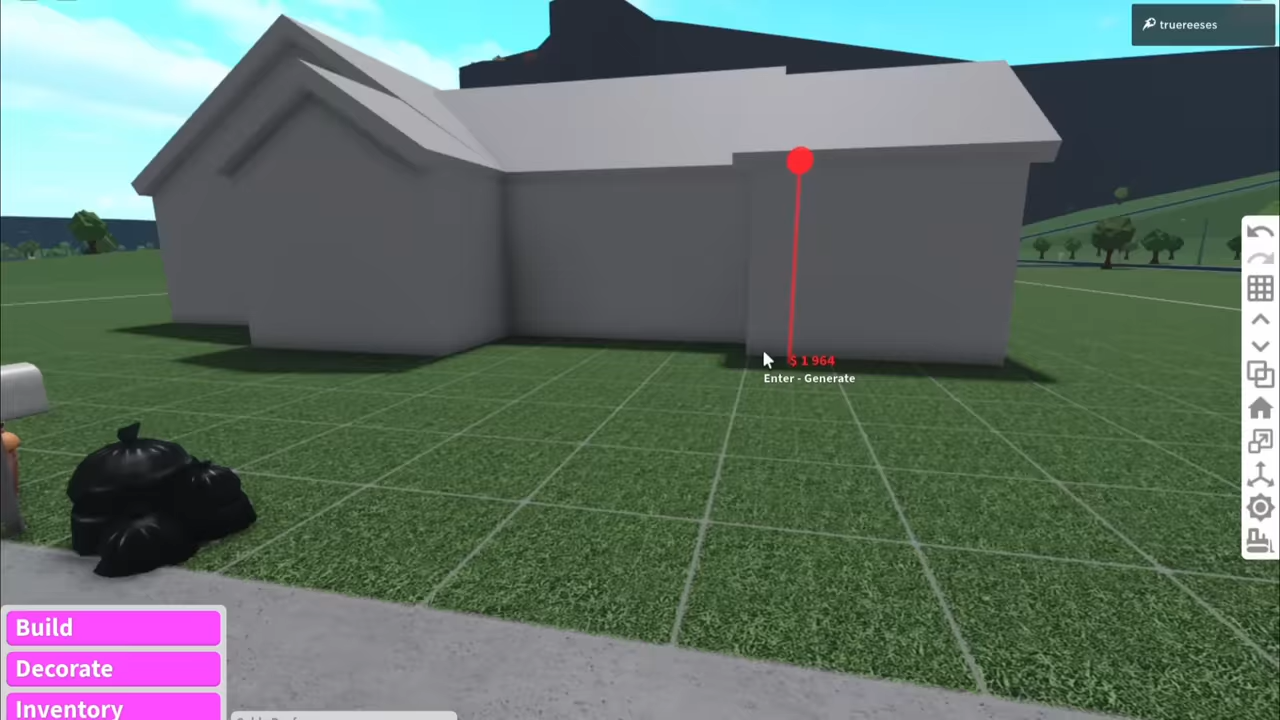 truereeses
$ 1 964
Enter - Generate
Build
Decorate
Inventory